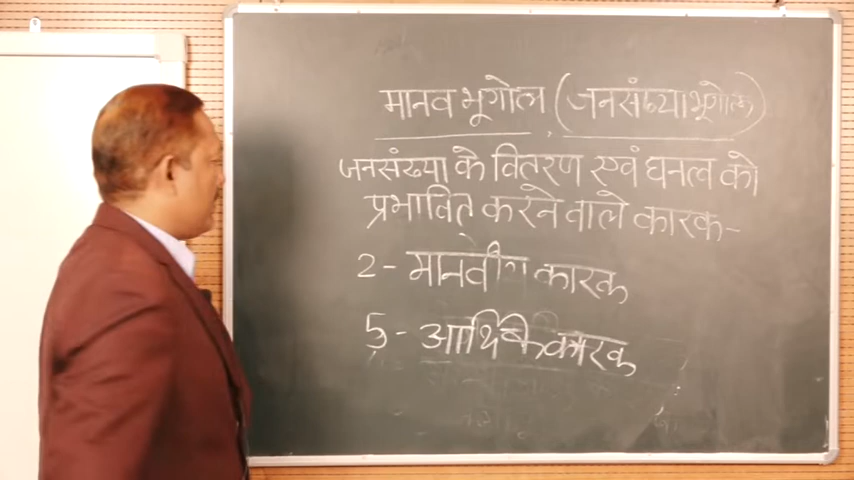 मानव भूगोल, (जनसंख्या भूगोल)
जनसंख्या के वितरण एवं घनत्व को
प्रभावित करने वाले कारक-
2- मानवीय कारक
5- आर्थिक कारक